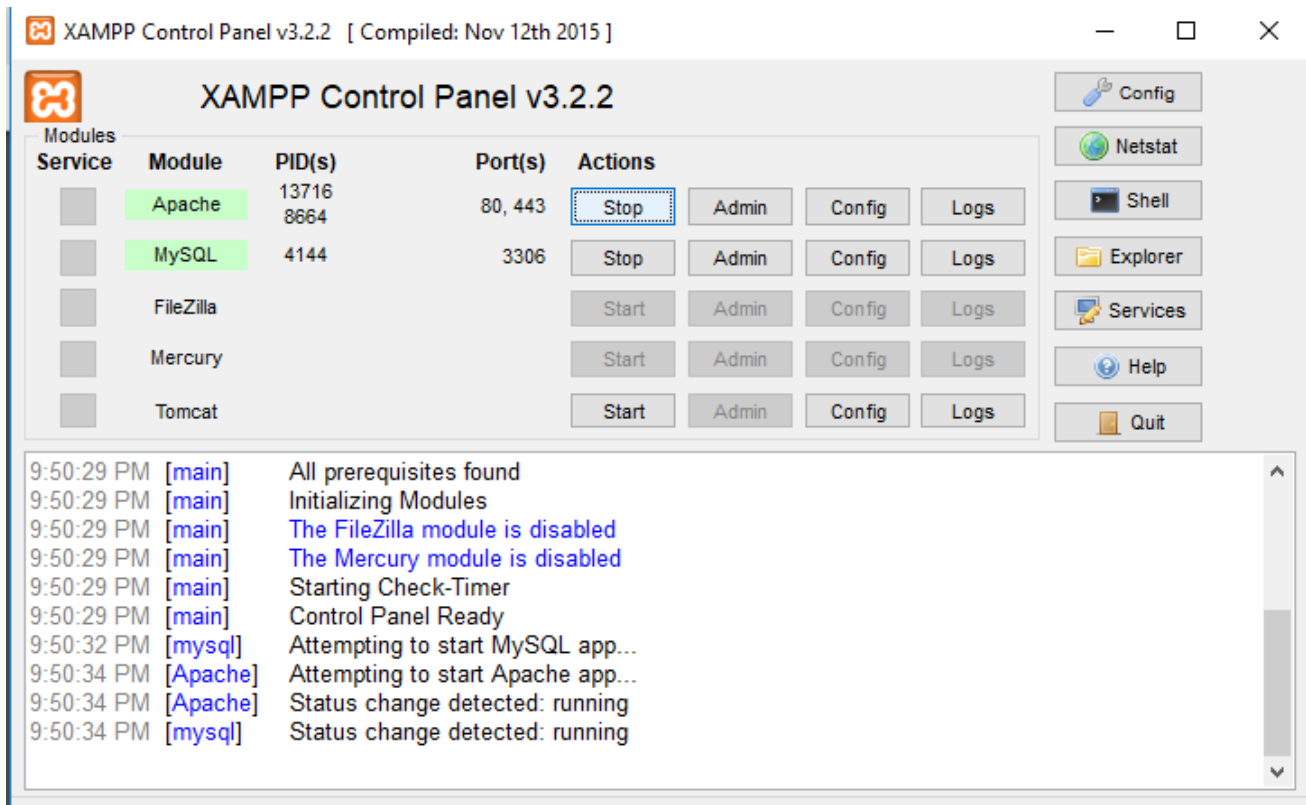 XAMPP Control Panel v3.2.2 [ Compiled: Nov 12th 2015 ]
XAMPP Control Panel v3.2.2
Config
Modules
Netstat
Service Module PID(s) Port(s) Actions
Apache 13716 8664 80, 443 Stop Admin Config Logs
Shell
MySQL 4144 3306 Stop Admin Config Logs
Explorer
FileZilla Start Admin Config Logs
Services
Mercury Start Admin Config Logs
Help
Tomcat Start Admin Config Logs
Quit
9:50:29 PM [main] All prerequisites found
9:50:29 PM [main] Initializing Modules
9:50:29 PM [main] The FileZilla module is disabled
9:50:29 PM [main] The Mercury module is disabled
9:50:29 PM [main] Starting Check-Timer
9:50:29 PM [main] Control Panel Ready
9:50:32 PM [mysql] Attempting to start MySQL app...
9:50:34 PM [Apache] Attempting to start Apache app...
9:50:34 PM [Apache] Status change detected: running
9:50:34 PM [mysql] Status change detected: running